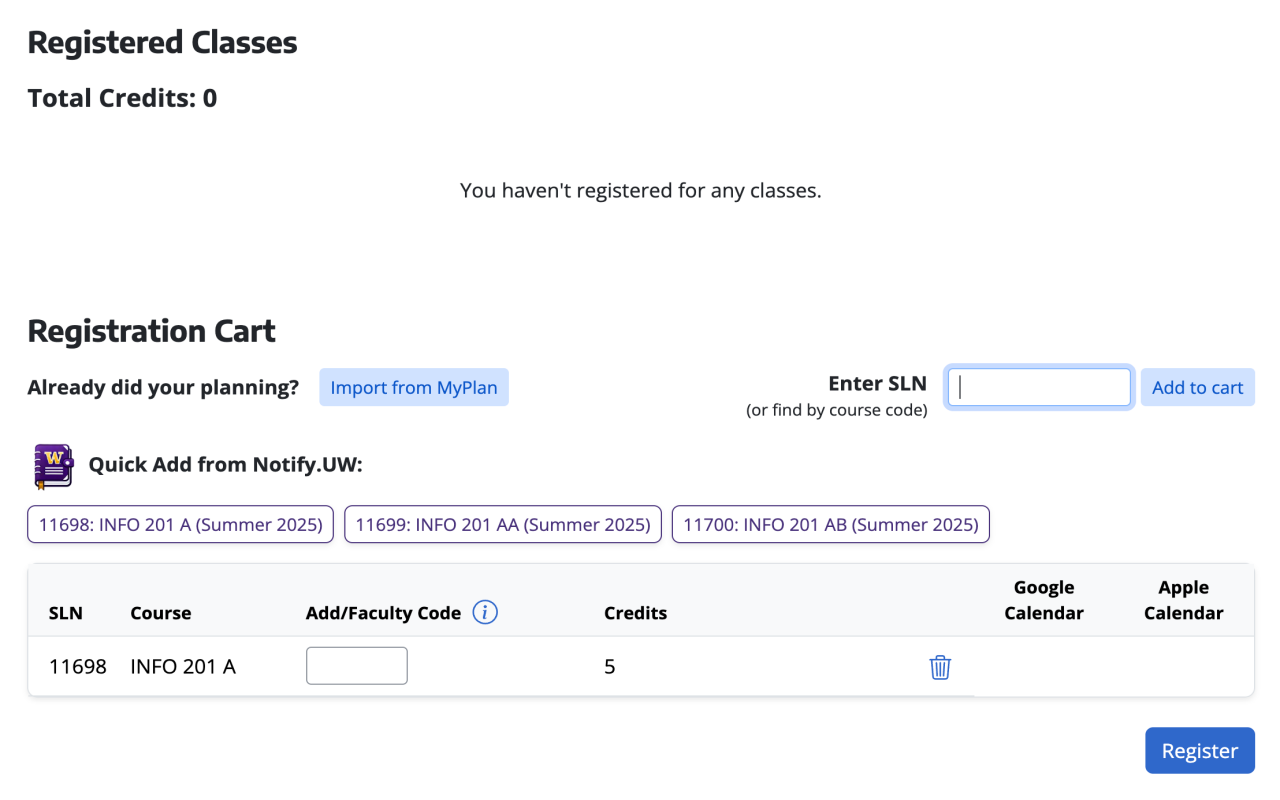 Registered Classes
Total Credits: 0
You haven't registered for any classes.
Registration Cart
Already did your planning? Import from MyPlan Enter SLN Add to cart
(or find by course code)
W Quick Add from Notify.UW:
11698: INFO 201 A (Summer 2025) 11699: INFO 201 AA (Summer 2025) 11700: INFO 201 AB (Summer 2025)
SLN Course Add/Faculty Code i Credits Google Calendar Apple Calendar
11698 INFO 201 A 5
Register